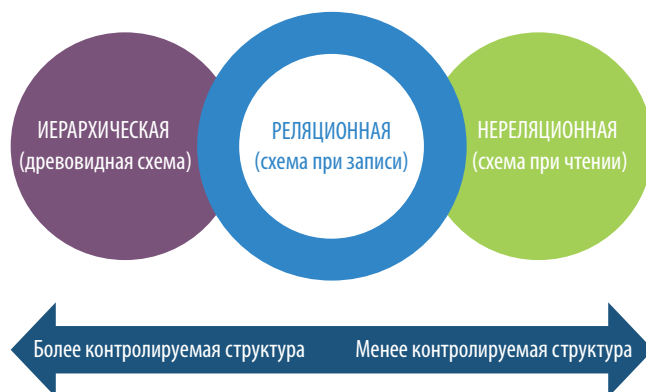 ИЕРАРХИЧЕСКАЯ
(древовидная схема)
РЕЛЯЦИОННАЯ
(схема при записи)
НЕРЕЛЯЦИОННАЯ
(схема при чтении)
Более контролируемая структура
Менее контролируемая структура